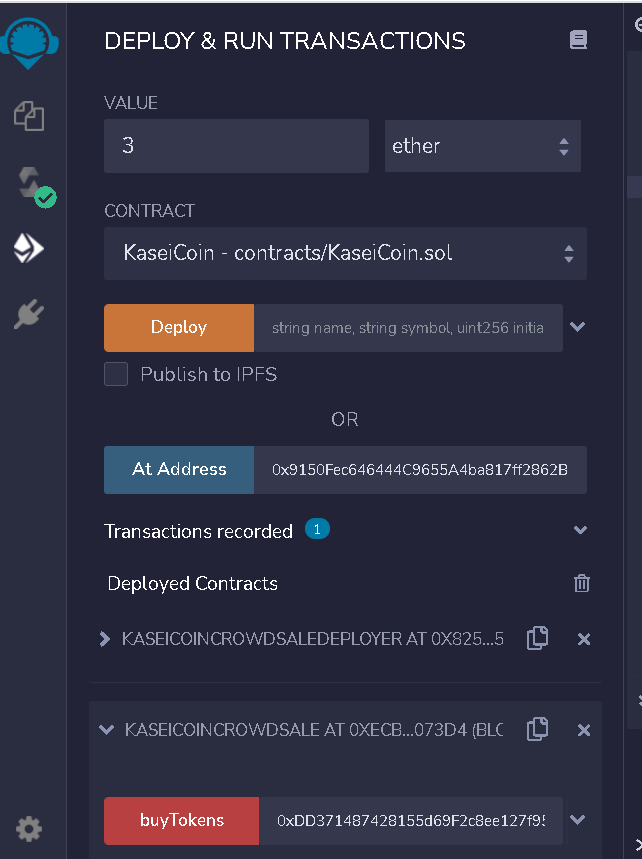 DEPLOY & RUN TRANSACTIONS
VALUE
3 ether
CONTRACT
KaseiCoin - contracts/KaseiCoin.sol
Deploy string name, string symbol, uint256 initia
Publish to IPFS
OR
At Address 0x9150Fec646444C9655A4ba817ff2862B
Transactions recorded 1
Deployed Contracts
KASEICOINCROWDSALEDEPLOYER AT 0X825...5
KASEICOINCROWDSALE AT 0XECB...073D4 (BLC
buyTokens 0xDD371487428155d69F2c8ee127f95